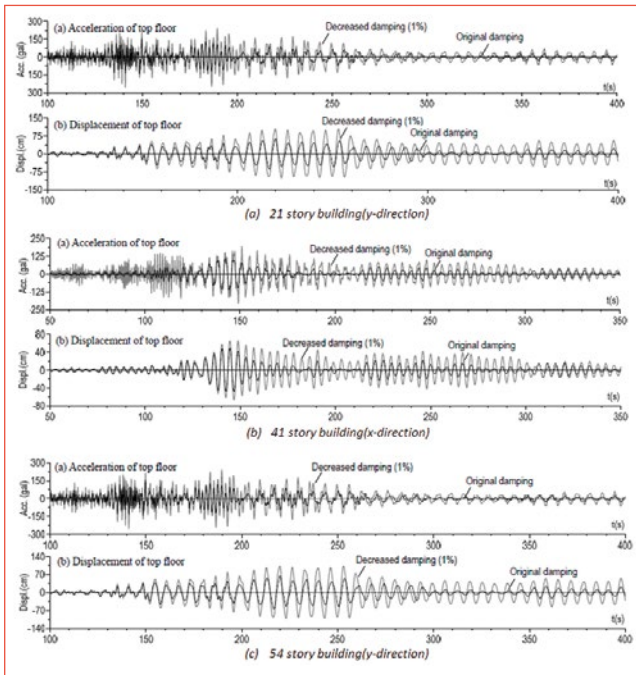 (a) Acceleration of top floor
Decreased damping (1%)
Original damping
Acc. (gal)
300
150
0
150
300
t(s)
100 150 200 250 300 350 400
(b) Displacement of top floor
Decreased damping (1%)
Original damping
Displ.(cm)
150
75
0
-75
-150
t(s)
100 200 300 400
(a) 21 story building(y-direction)
(a) Acceleration of top floor
Decreased damping (1%)
Original damping
Acc. (gal)
250
125
0
125
250
t(s)
50 100 150 200 250 300 350
(b) Displacement of top floor
Decreased damping (1%)
Original damping
Displ.(cm)
80
40
0
-40
-80
t(s)
50 100 150 200 250 300 350
(b) 41 story building(x-direction)
(a) Acceleration of top floor
Decreased damping (1%)
Original damping
Acc. (gal)
300
150
0
-150
-300
t(s)
100 150 200 250 300 350 400
(b) Displacement of top floor
Decreased damping (1%)
Original damping
Displ.(cm)
140
70
0
-70
-140
t(s)
100 150 200 250 300 350 400
(c) 54 story building(y-direction)